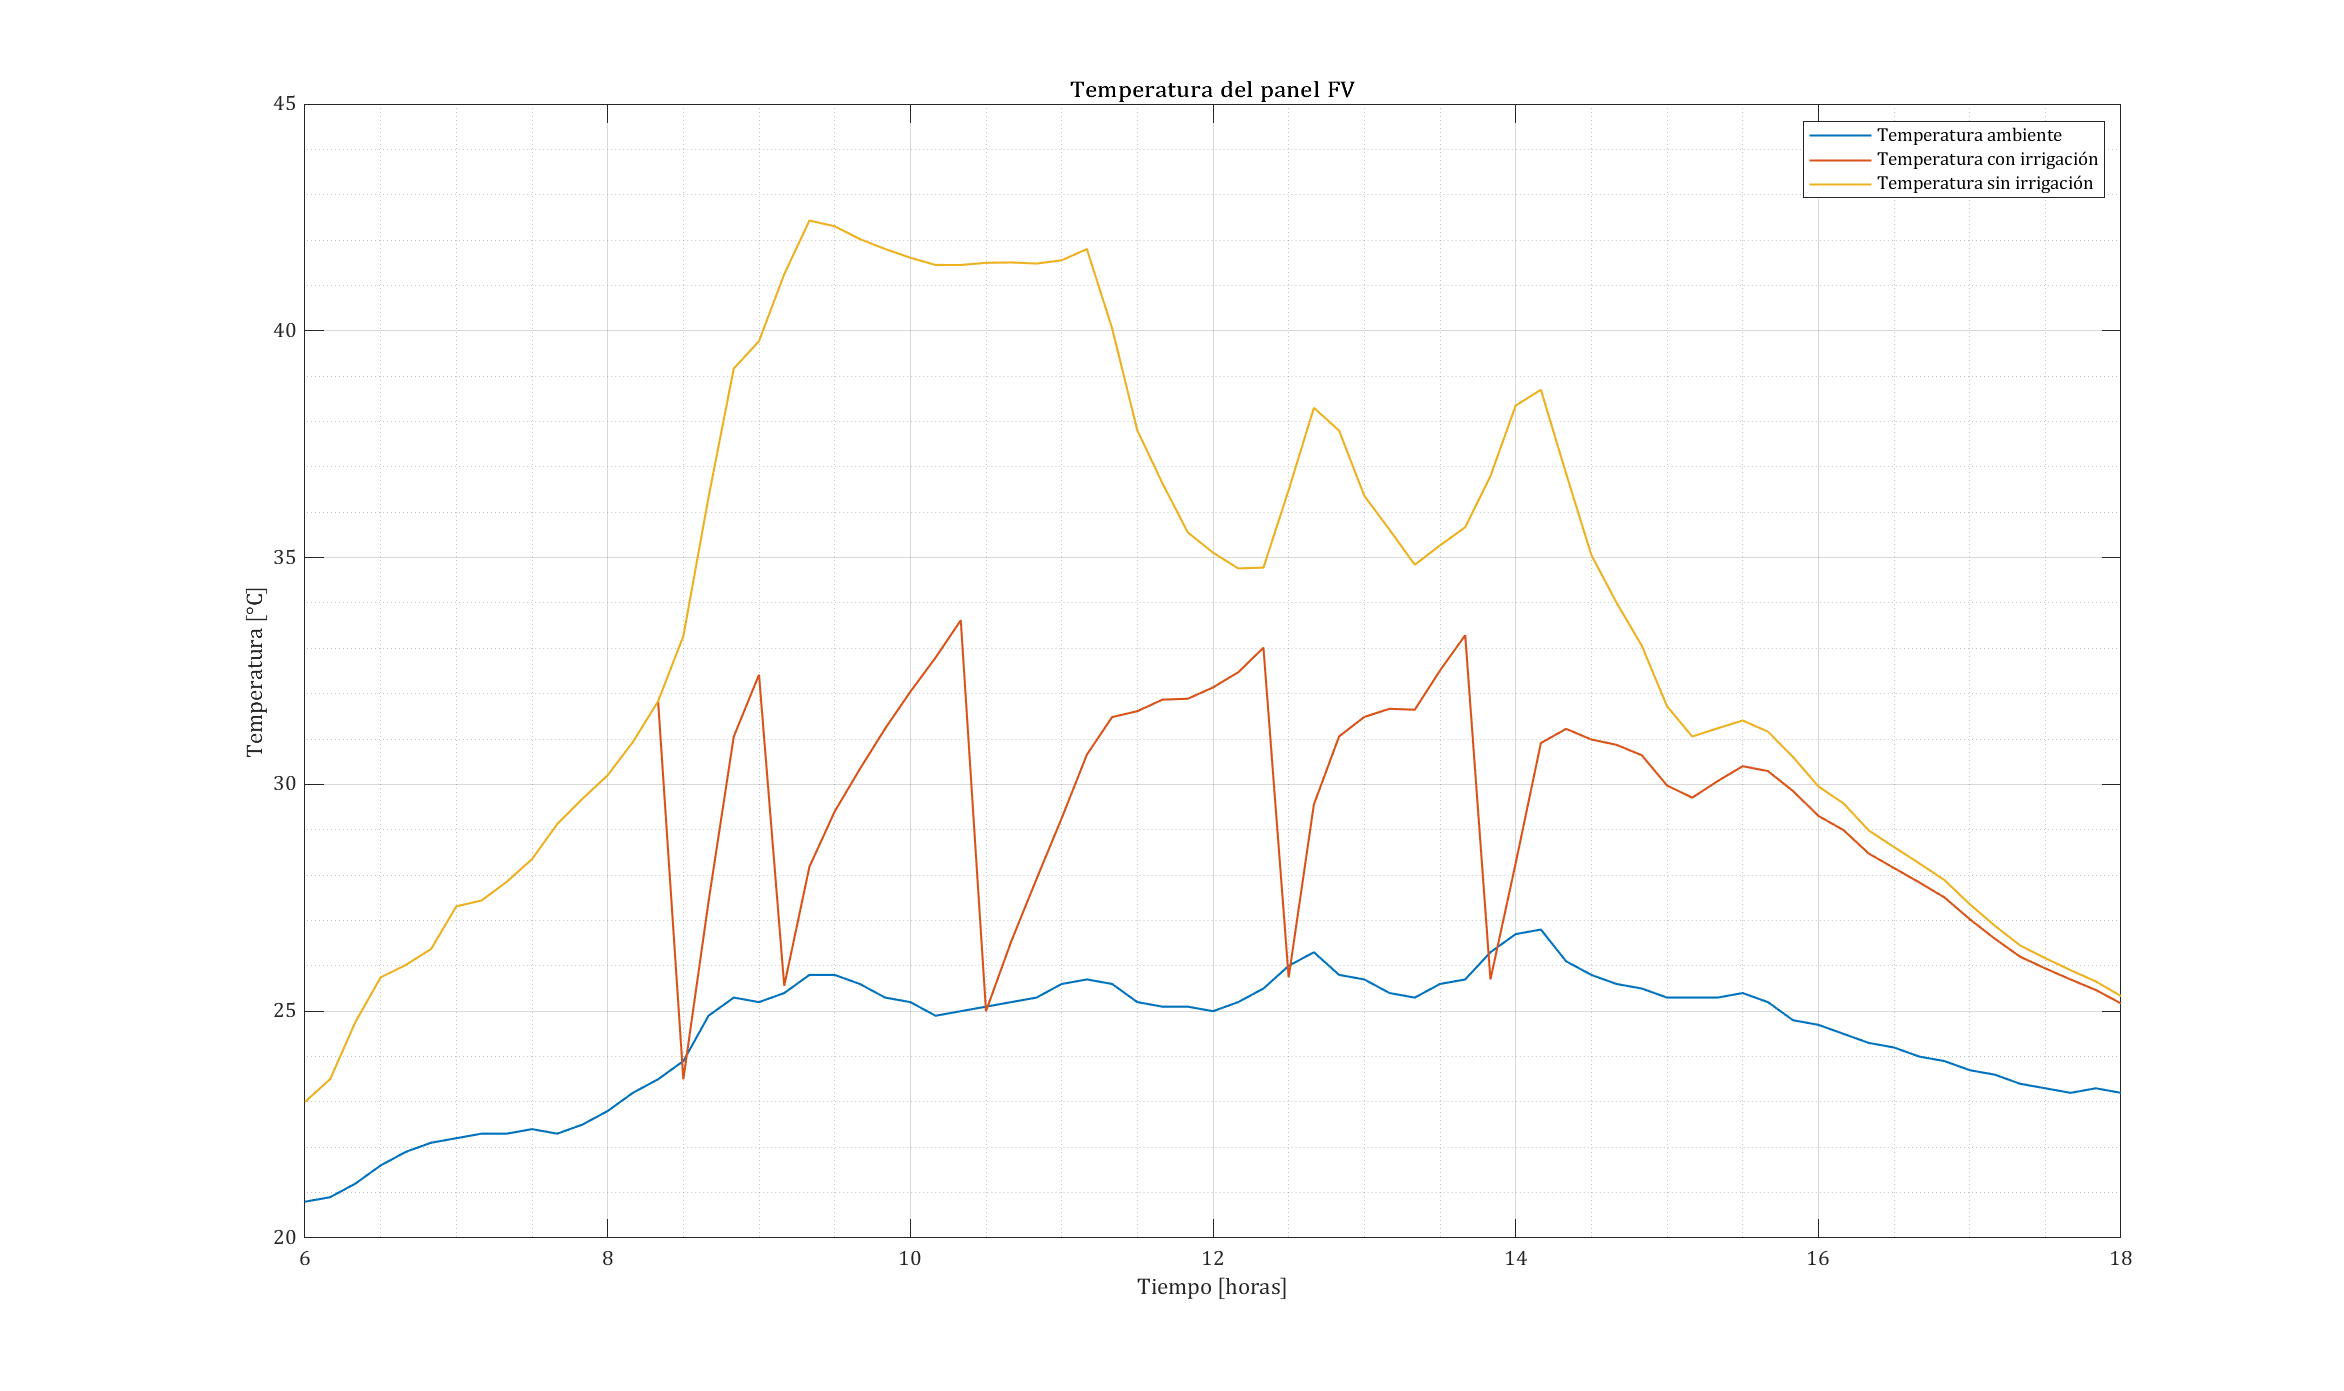 Temperatura del panel FV
45
40
35
30
25
20
Temperatura [°C]
Temperatura ambiente
Temperatura con irrigación
Temperatura sin irrigación
6 8 10 12 14 16 18
Tiempo [horas]